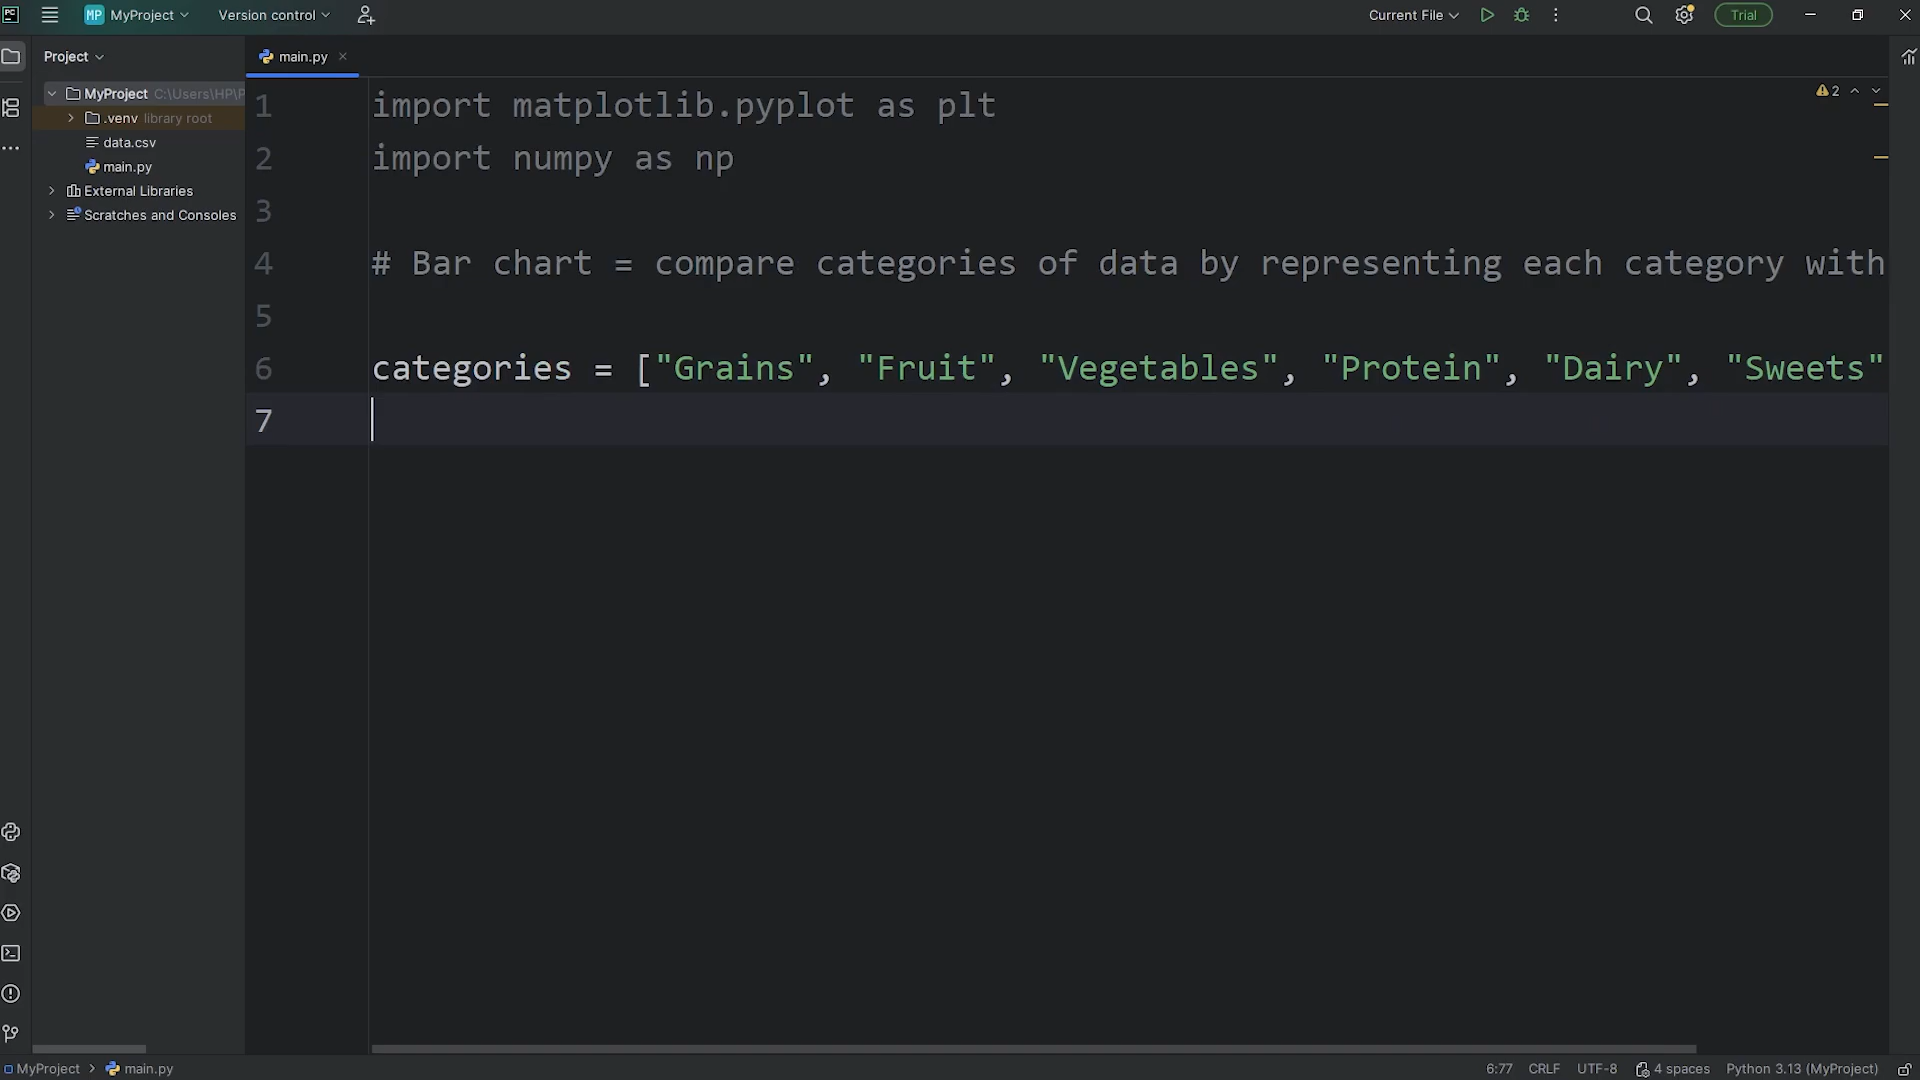 PC MP MyProject Version control Current File Trial
Project main.py
MyProject C:\Users\HP\P
.venv library root
data.csv
main.py
External Libraries
Scratches and Consoles
1 import matplotlib.pyplot as plt
2 import numpy as np
3
4 # Bar chart = compare categories of data by representing each category with
5
6 categories = ["Grains", "Fruit", "Vegetables", "Protein", "Dairy", "Sweets"
7
2
MyProject main.py 6:77 CRLF UTF-8 4 spaces Python 3.13 (MyProject)